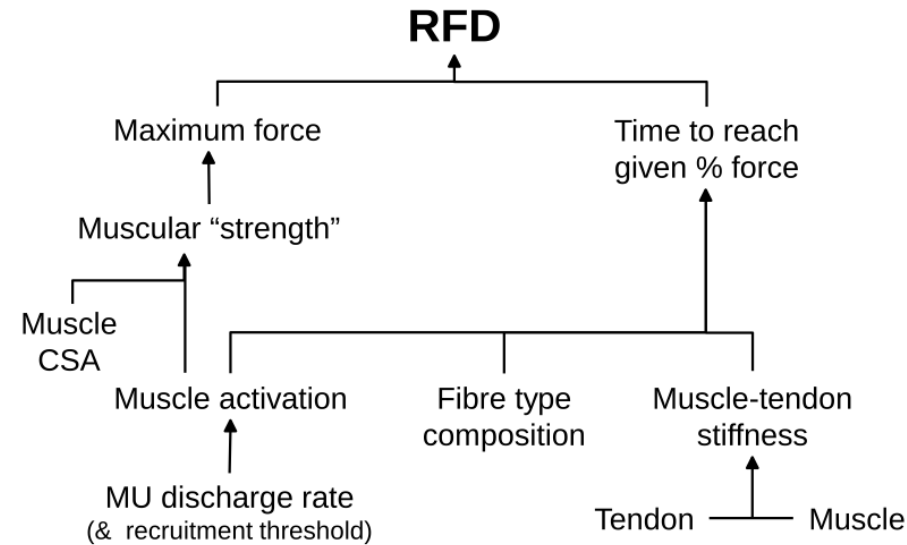 RFD
Maximum force
Time to reach
given % force
Muscular “strength”
Muscle
CSA
Muscle activation
Fibre type
composition
Muscle-tendon
stiffness
MU discharge rate
(& recruitment threshold)
Tendon
Muscle